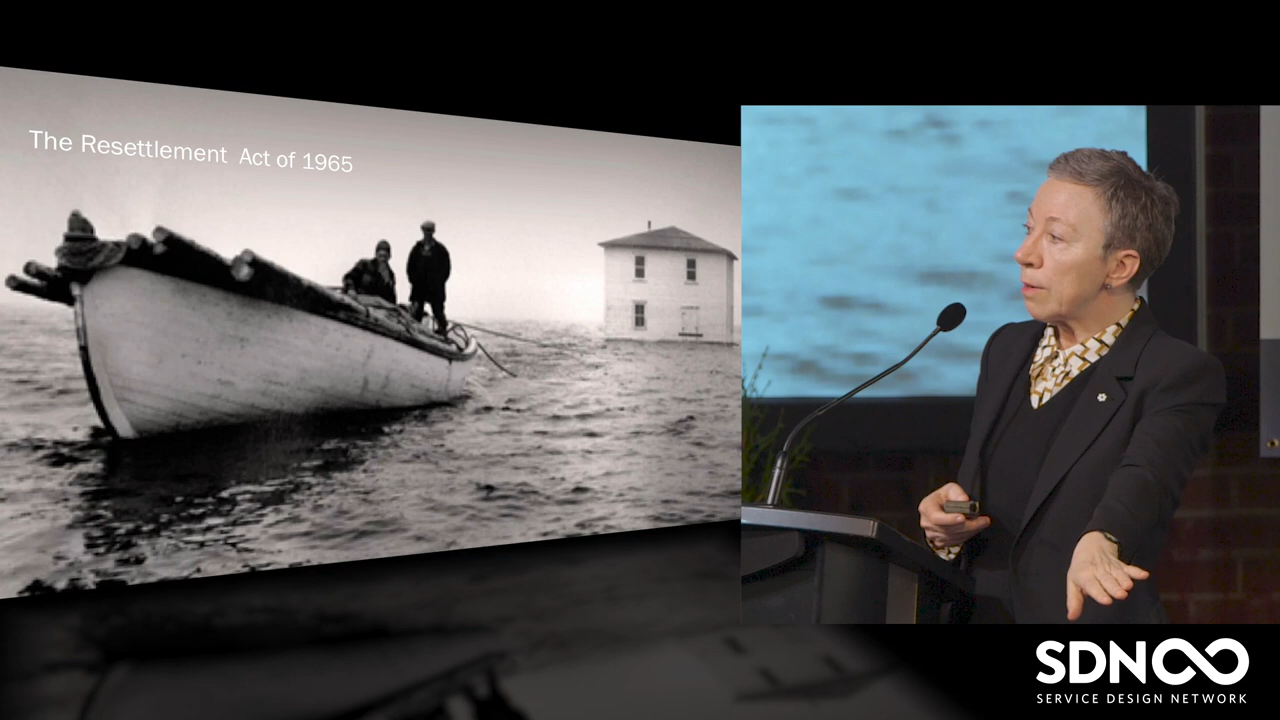 The Resettlement Act of 1965
SDN
SERVICE DESIGN NETWORK